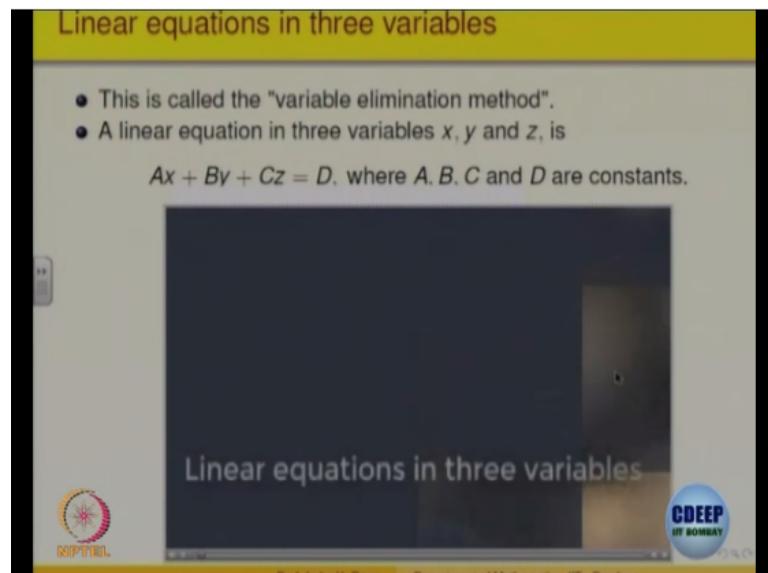 Linear equations in three variables
This is called the "variable elimination method".
A linear equation in three variables x, y and z, is
Ax + By + Cz = D, where A, B, C and D are constants.
Linear equations in three variables
NPTEL
CDEEP
IIT BOMBAY